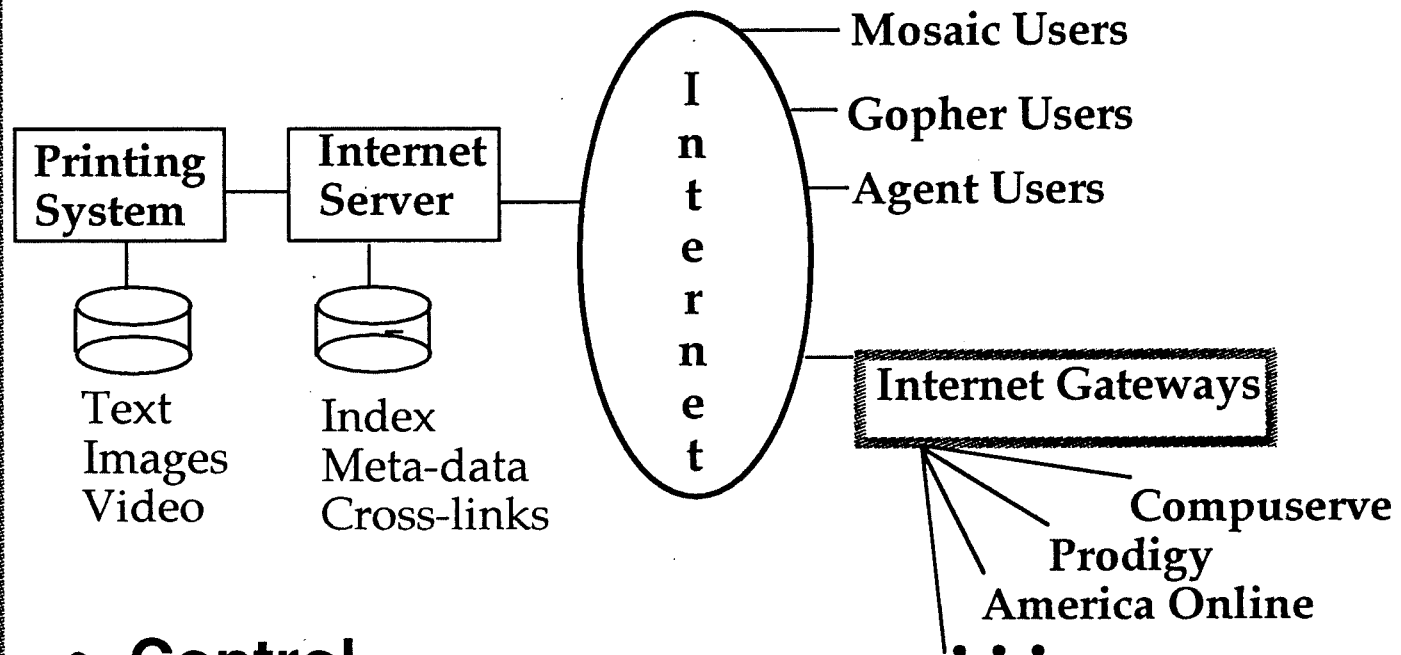 Mosaic Users
Gopher Users
Agent Users
Printing
System
Internet
Server
Internet
Text
Images
Video
Index
Meta-data
Cross-links
Internet Gateways
Compuserve
Prodigy
America Online
• Control